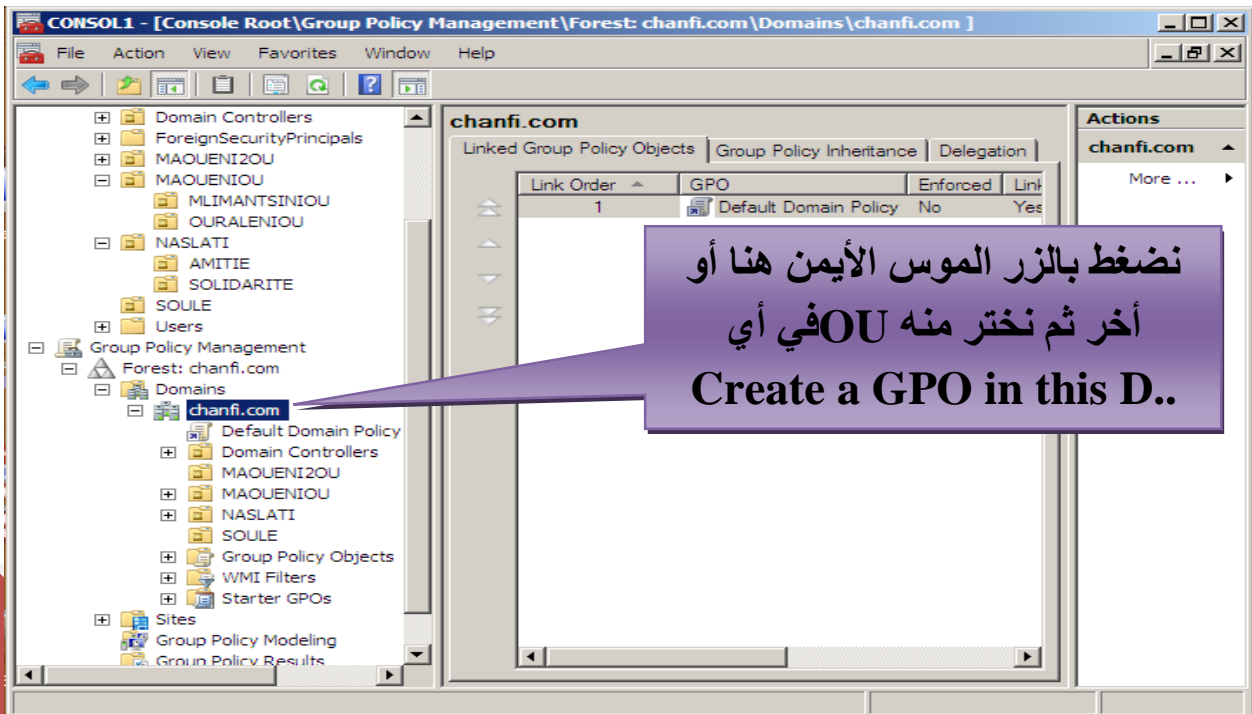 CONSOL1 - [Console Root\Group Policy Management\Forest: chanfi.com\Domains\chanfi.com ]
File Action View Favorites Window Help
Domain Controllers
ForeignSecurityPrincipals
MAOUENI2OU
MAOUENIOU
MLIMANTSINIOU
OURALENIOU
NASLATI
AMITIE
SOLIDARITE
SOULE
Users
Group Policy Management
Forest: chanfi.com
Domains
chanfi.com
Default Domain Policy
Domain Controllers
MAOUENI2OU
MAOUENIOU
NASLATI
SOULE
Group Policy Objects
WMI Filters
Starter GPOs
Sites
Group Policy Modeling
Group Policy Results
chanfi.com
Linked Group Policy Objects Group Policy Inheritance Delegation
Link Order GPO Enforced Link
1 Default Domain Policy No Yes
نضغط بالزر الموس الأيمن هنا أو
في أي OU أخر ثم نختر منه
Create a GPO in this D..
Actions
chanfi.com
More ...